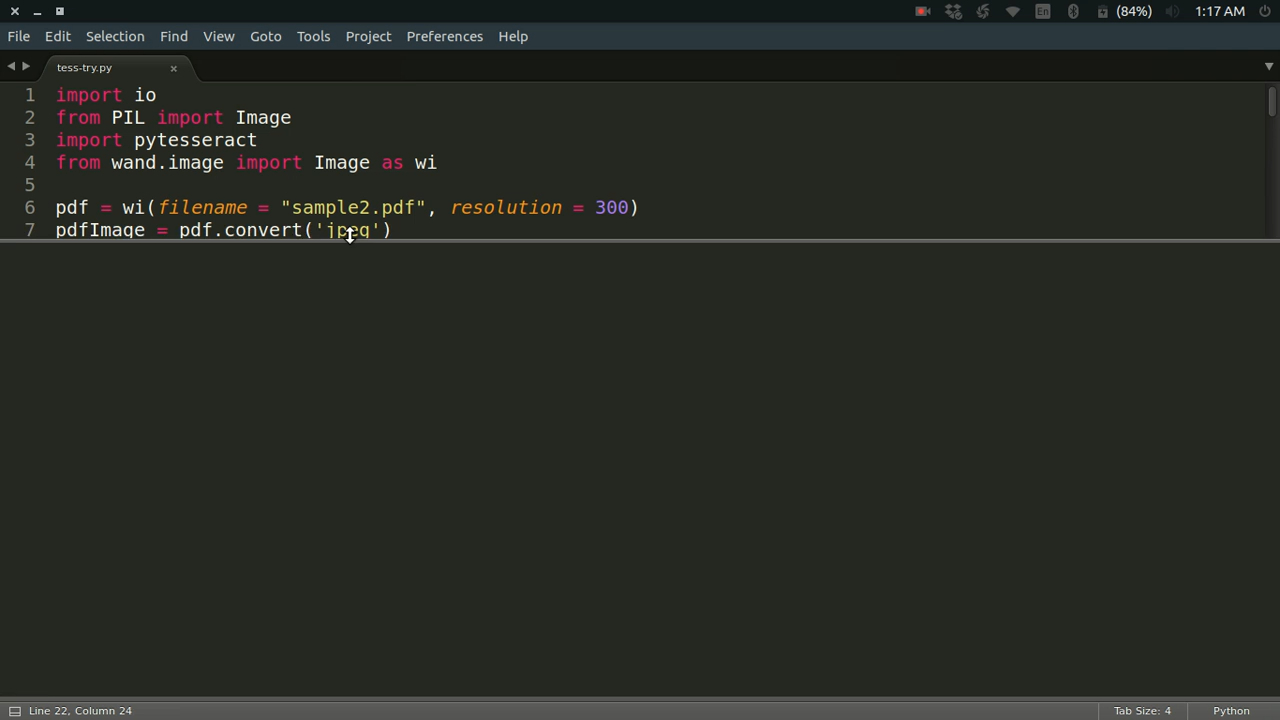 (84%) 1:17 AM
File Edit Selection Find View Goto Tools Project Preferences Help
tess-try.py
1 import io
2 from PIL import Image
3 import pytesseract
4 from wand.image import Image as wi
5
6 pdf = wi(filename = "sample2.pdf", resolution = 300)
7 pdfImage = pdf.convert('jpeg')
Line 22, Column 24 Tab Size: 4 Python